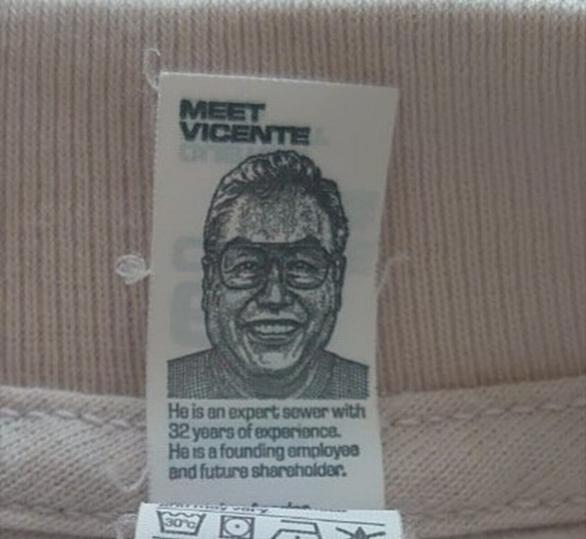 MEET
VICENTE
He is an expert sewer with
32 years of experience.
He is a founding employee
and future shareholder.
30°C